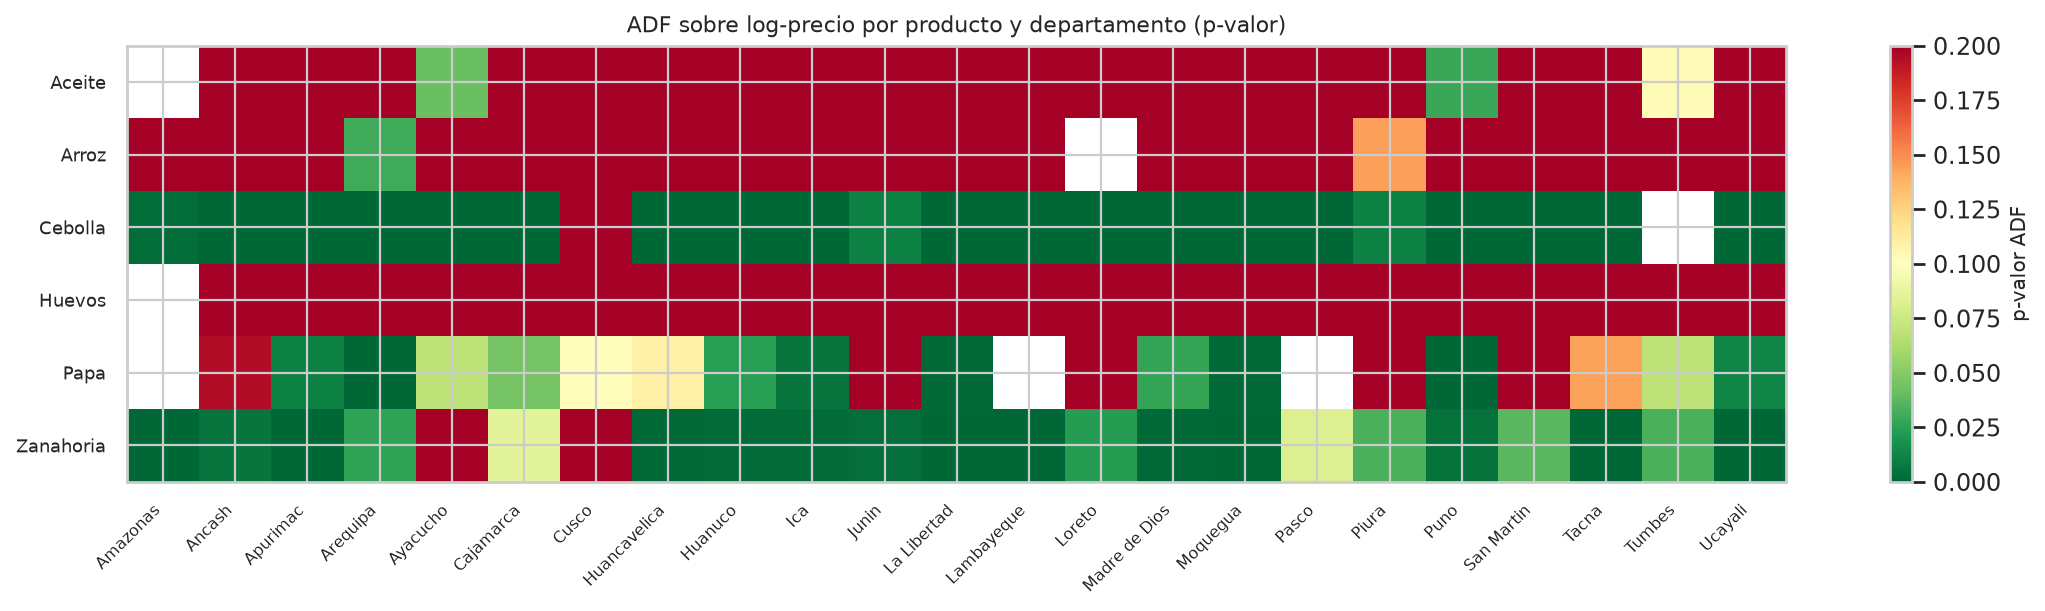 ADF sobre log-precio por producto y departamento (p-valor)
Aceite
Arroz
Cebolla
Huevos
Papa
Zanahoria
Amazonas
Ancash
Apurimac
Arequipa
Ayacucho
Cajamarca
Cusco
Huancavelica
Huanuco
Ica
Junin
La Libertad
Lambayeque
Loreto
Madre de Dios
Moquegua
Pasco
Piura
Puno
San Martin
Tacna
Tumbes
Ucayali
0.200
0.175
0.150
0.125
0.100
0.075
0.050
0.025
0.000
p-valor ADF